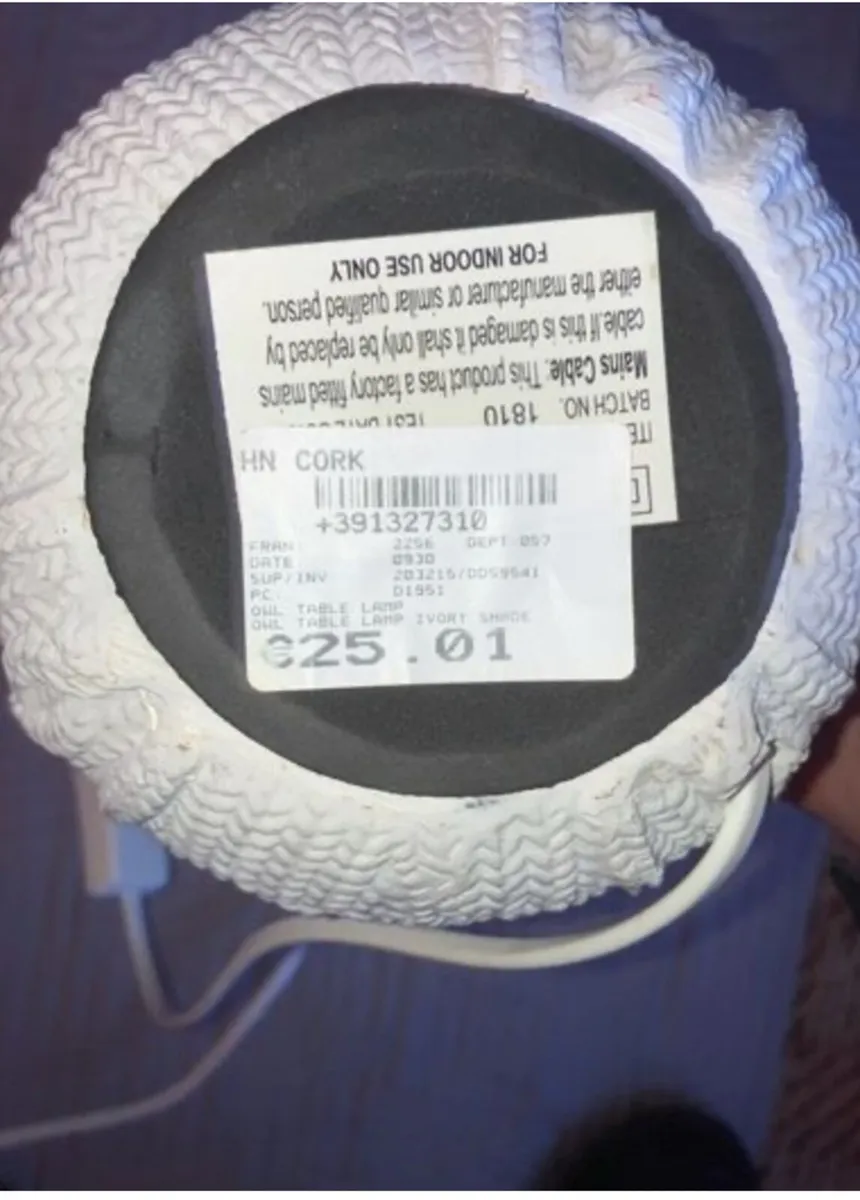 HN CORK
+391327310
FRAN: 2256 DEPT:057
DATE 0930
SUP/INV 203216/DDS9541
PC: D1951
OWL TABLE LAMP
OWL TABLE LAMP IVORY SHADE
€25.01
BATCH NO. 1810
Mains Cable. This product has a factory fitted mains
cable.If this is damaged it shall only be replaced by
either the manufacturer or similar qualified person.
FOR INDOOR USE ONLY